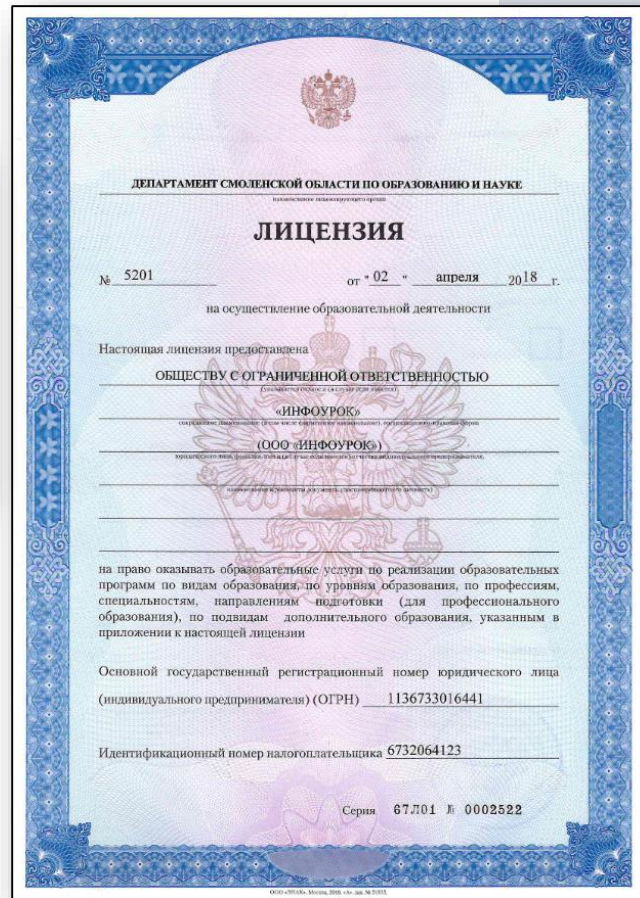 ДЕПАРТАМЕНТ СМОЛЕНСКОЙ ОБЛАСТИ ПО ОБРАЗОВАНИЮ И НАУКЕ
наименование лицензирующего органа
ЛИЦЕНЗИЯ
№ 5201 от "02" апреля 2018 г.
на осуществление образовательной деятельности
Настоящая лицензия предоставлена
ОБЩЕСТВУ С ОГРАНИЧЕННОЙ ОТВЕТСТВЕННОСТЬЮ
«ИНФОУРОК»
(ООО «ИНФОУРОК»)
на право оказывать образовательные услуги по реализации образовательных
программ по видам образования, по уровням образования, по профессиям,
специальностям, направлениям подготовки (для профессионального
образования), по подвидам дополнительного образования, указанным в
приложении к настоящей лицензии
Основной государственный регистрационный номер юридического лица
(индивидуального предпринимателя) (ОГРН) 1136733016441
Идентификационный номер налогоплательщика 6732064123
Серия 67Л01 № 0002522